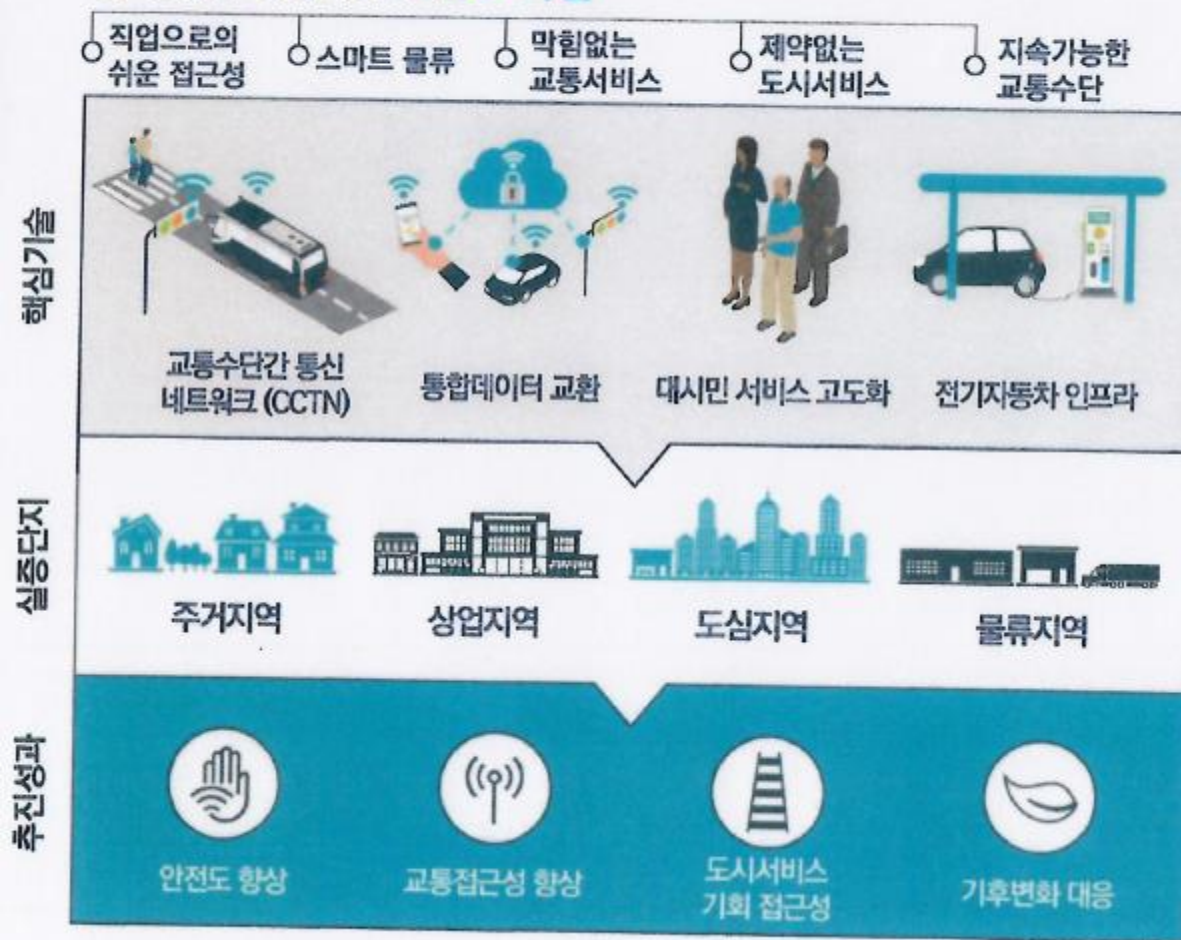 직업으로의
쉬운 접근성
스마트 물류
막힘없는
교통서비스
제약없는
도시서비스
지속가능한
교통수단
핵심기술
교통수단간 통신
네트워크 (CCTN)
통합데이터 교환
대시민 서비스 고도화
전기자동차 인프라
실증단지
주거지역
상업지역
도심지역
물류지역
추진성과
안전도 향상
교통접근성 향상
도시서비스
기회 접근성
기후변화 대응